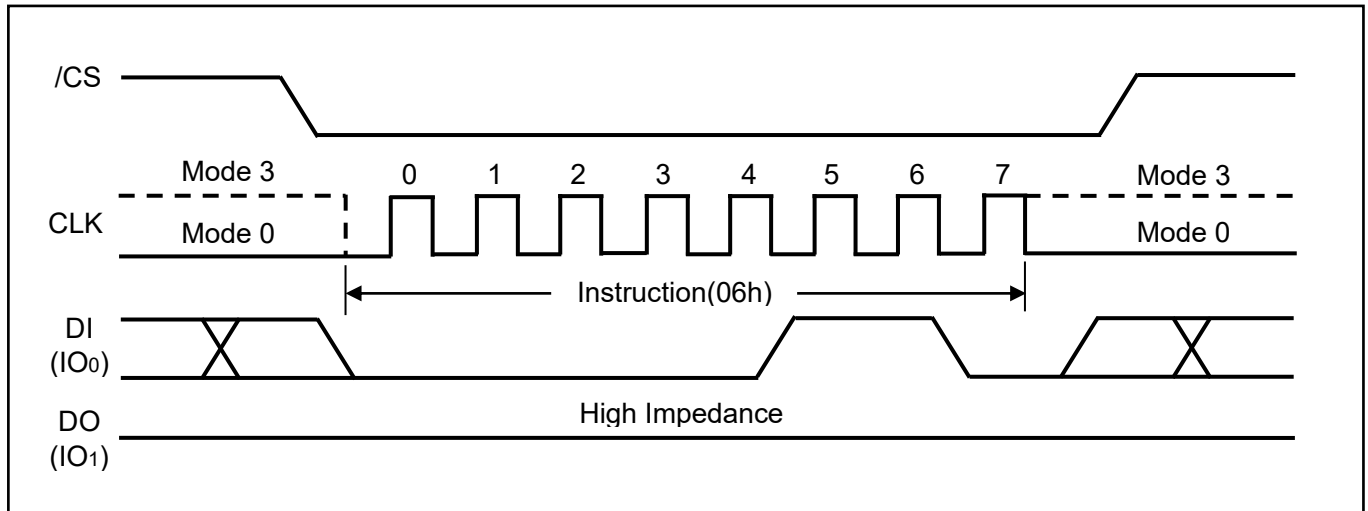 /CS
Mode 3 0 1 2 3 4 5 6 7 Mode 3
CLK
Mode 0 Mode 0
Instruction(06h)
DI
(IO0)
High Impedance
DO
(IO1)